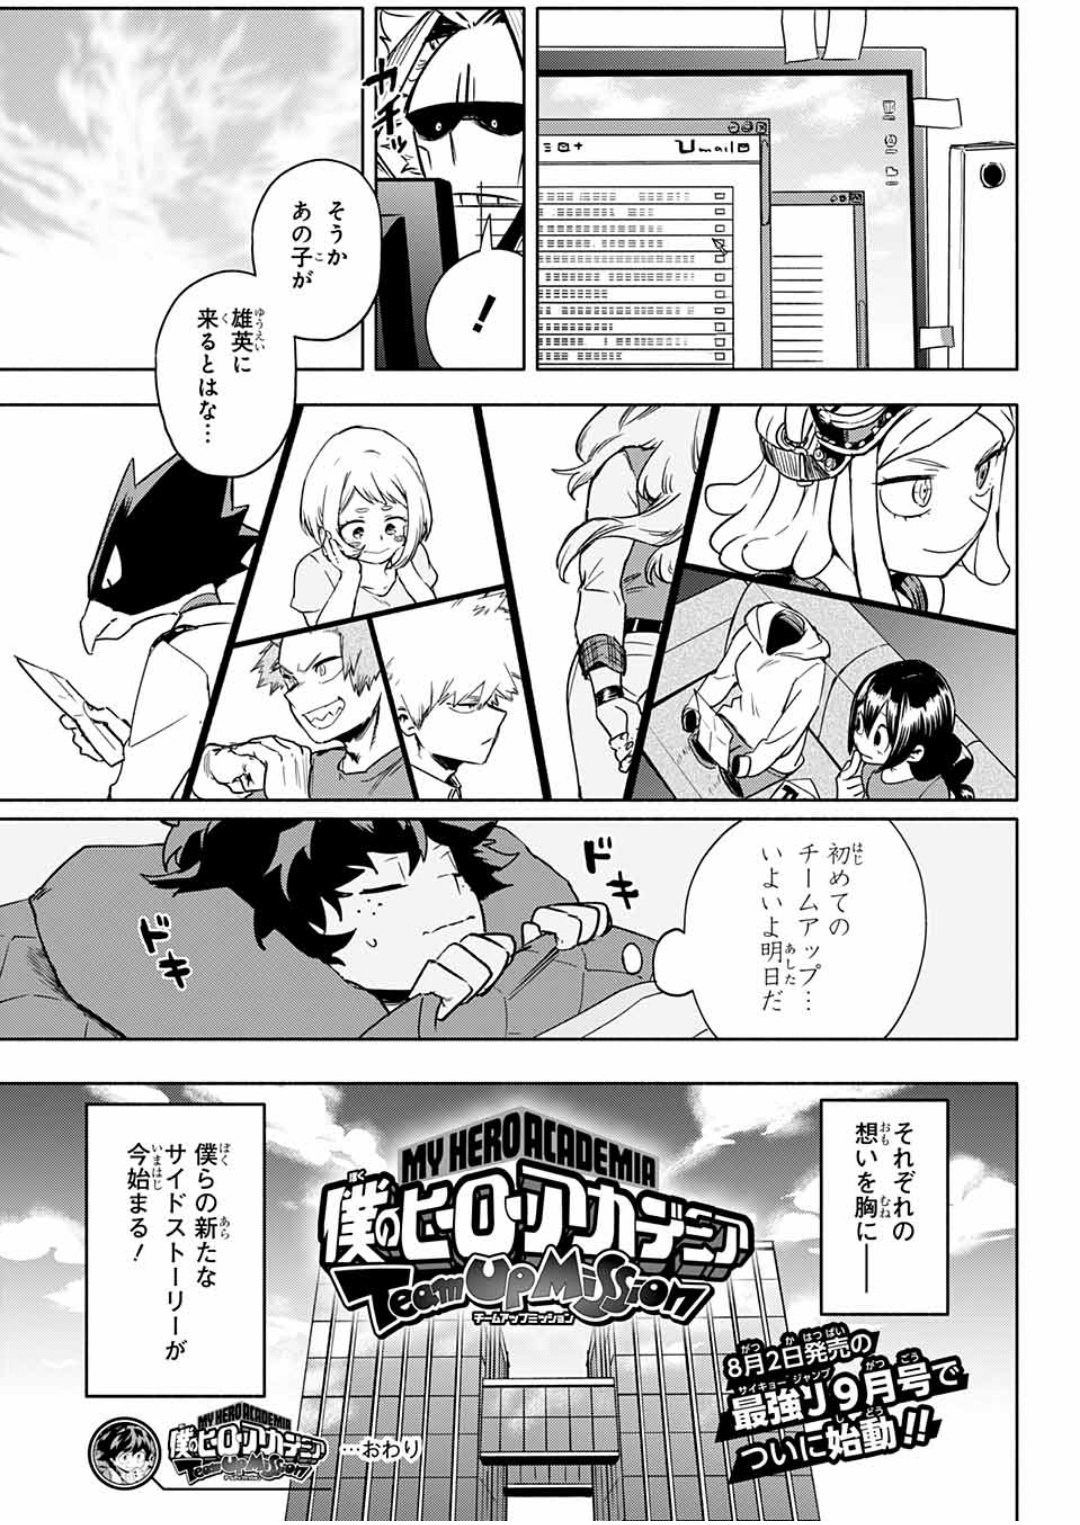 Umail
カチッ
！
そうか
あの子が
雄英に
来るとはな…
初めての
チームアップ…
いよいよ明日だ
ドキ
ドキ
それぞれの
想いを胸に――
MY HERO ACADEMIA
僕のヒーローアカデミア
Team Up Mission
チームアップミッション
僕らの新たな
サイドストーリーが
今始まる！
8月2日発売の
最強J9月号で
ついに始動!!
MY HERO ACADEMIA
僕のヒーローアカデミア
Team Up Mission
…おわり